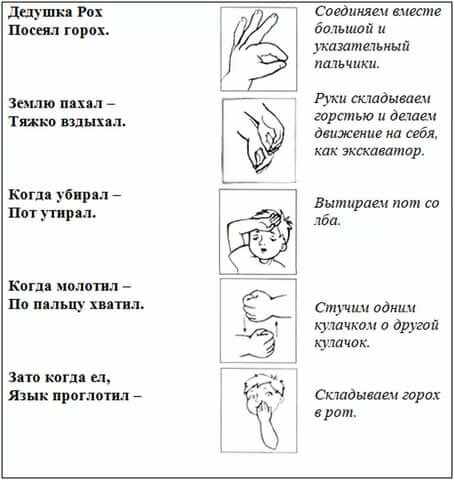 Дедушка Рох
Посеял горох.
Соединяем вместе
большой и
указательный
пальчики.
Землю пахал –
Тяжко вздыхал.
Руки складываем
горстью и делаем
движение на себя,
как экскаватор.
Когда убирал –
Пот утирал.
Вытираем пот со
лба.
Когда молотил –
По пальцу хватил.
Стучим одним
кулачком о другой
кулачок.
Зато когда ел,
Язык проглотил –
Складываем горох
в рот.